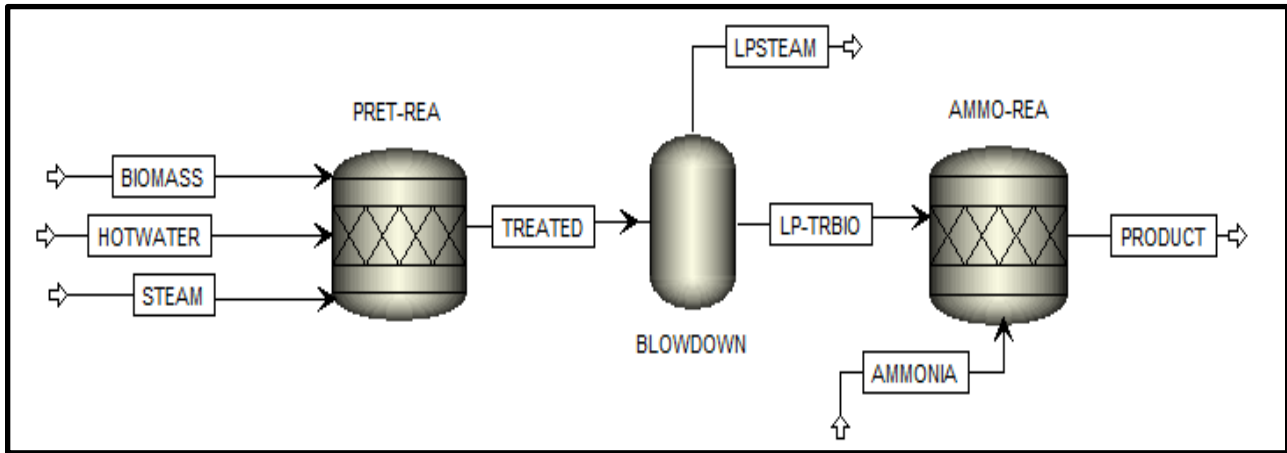 LPSTEAM
PRET-REA
AMMO-REA
BIOMASS
HOTWATER
TREATED
LP-TRBIO
PRODUCT
STEAM
BLOWDOWN
AMMONIA